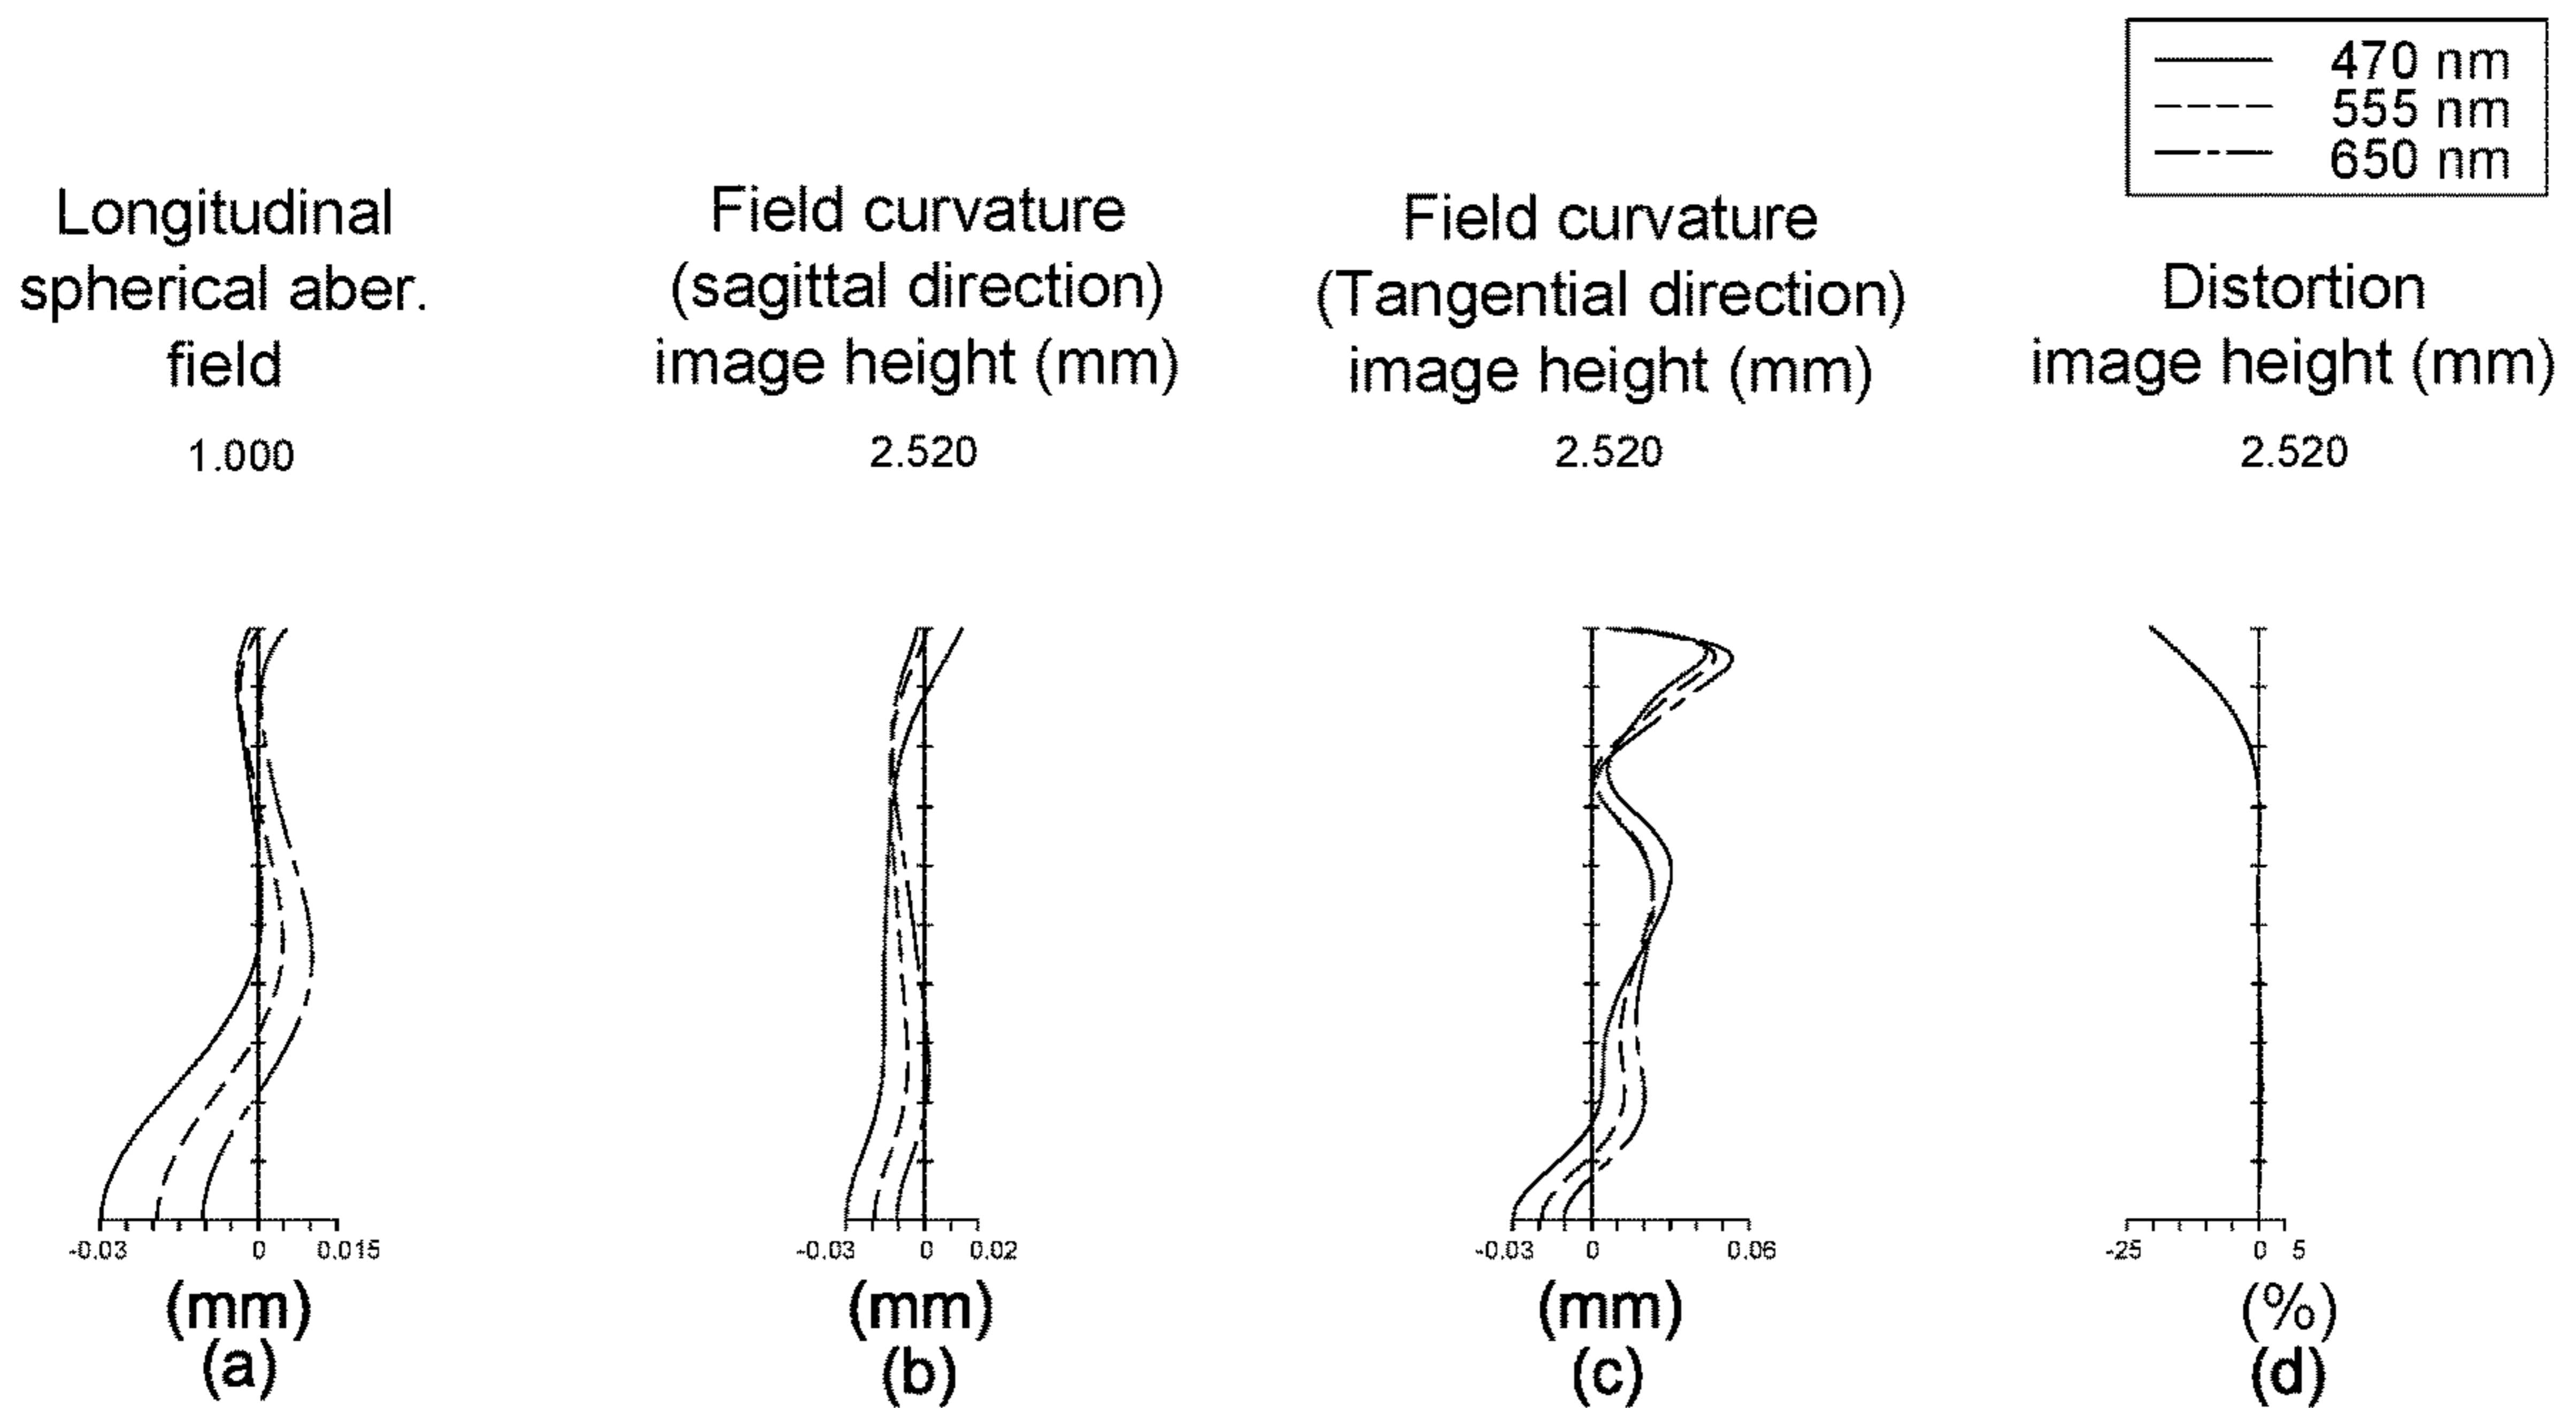 470 nm
555 nm
650 nm
Longitudinal
spherical aber.
field
1.000
Field curvature
(sagittal direction)
image height (mm)
2.520
Field curvature
(Tangential direction)
image height (mm)
2.520
Distortion
image height (mm)
2.520
-0.03 0 0.015
(mm)
(a)
-0.03 0 0.02
(mm)
(b)
-0.03 0 0.06
(mm)
(c)
-25 0 5
(%)
(d)